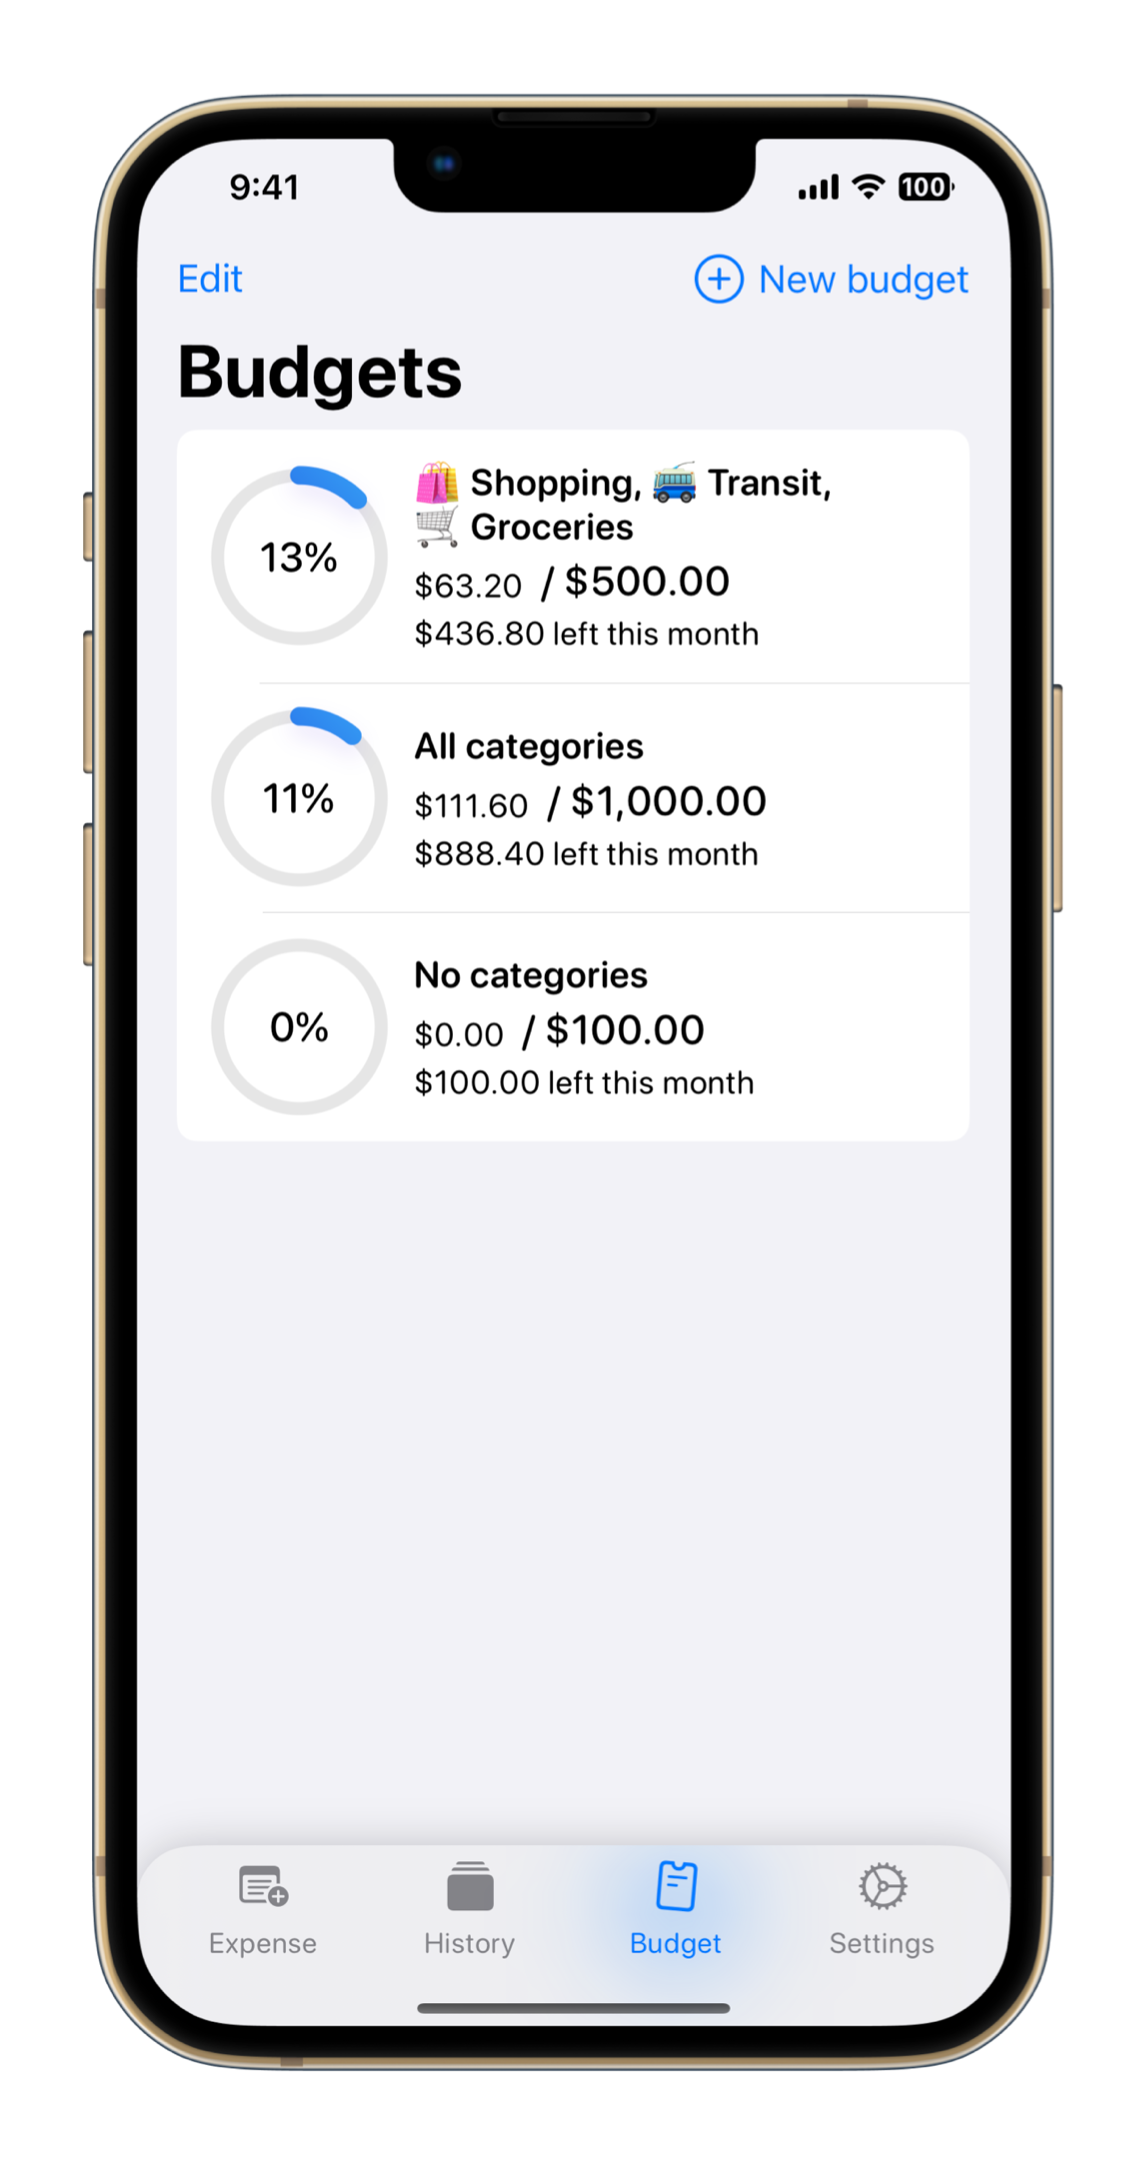 9:41 100
Edit New budget
Budgets
13%
Shopping, Transit,
Groceries
$63.20 / $500.00
$436.80 left this month
11%
All categories
$111.60 / $1,000.00
$888.40 left this month
0%
No categories
$0.00 / $100.00
$100.00 left this month
Expense History Budget Settings